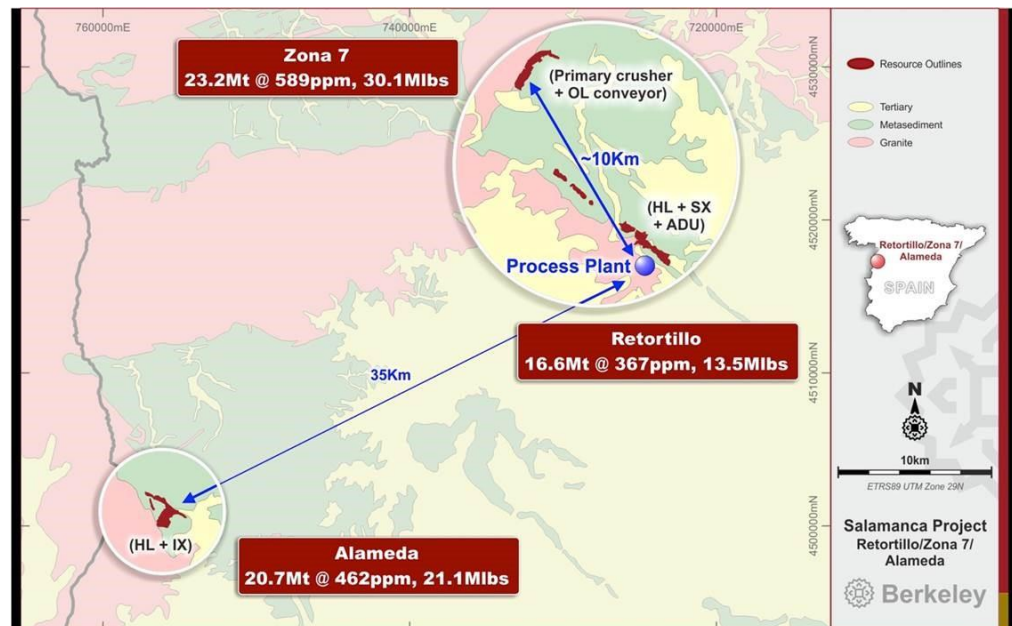 760000mE
740000mE
720000mE
Zona 7
23.2Mt @ 589ppm, 30.1Mlbs
(Primary crusher
+ OL conveyor)
~10Km
(HL + SX
+ ADU)
Process Plant
Retortillo
16.6Mt @ 367ppm, 13.5Mlbs
35Km
(HL + IX)
Alameda
20.7Mt @ 462ppm, 21.1Mlbs
4530000mN
4520000mN
4510000mN
4500000mN
Resource Outlines
Tertiary
Metasediment
Granite
Retortillo/Zona 7/
Alameda
SPAIN
N
10km
ETRS89 UTM Zone 29N
Salamanca Project
Retortillo/Zona 7/
Alameda
Berkeley